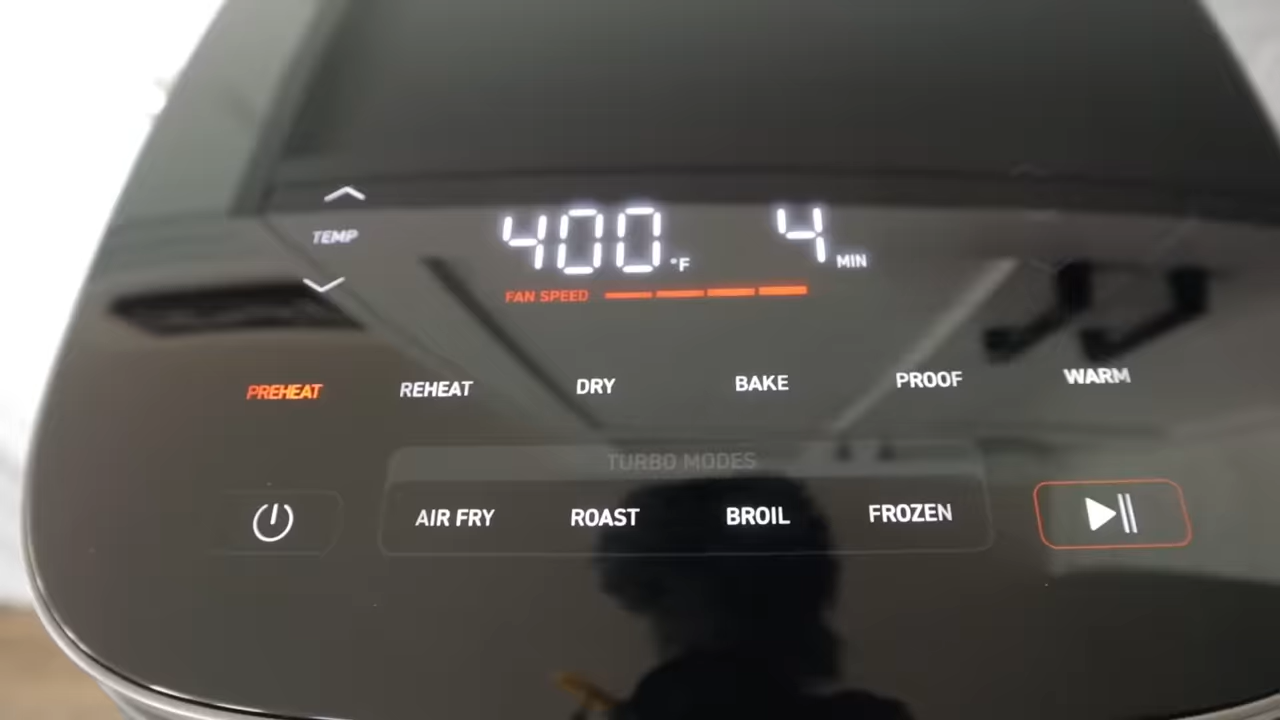 TEMP
400 °F 4 MIN
FAN SPEED
PREHEAT REHEAT DRY BAKE PROOF WARM
TURBO MODES
AIR FRY ROAST BROIL FROZEN